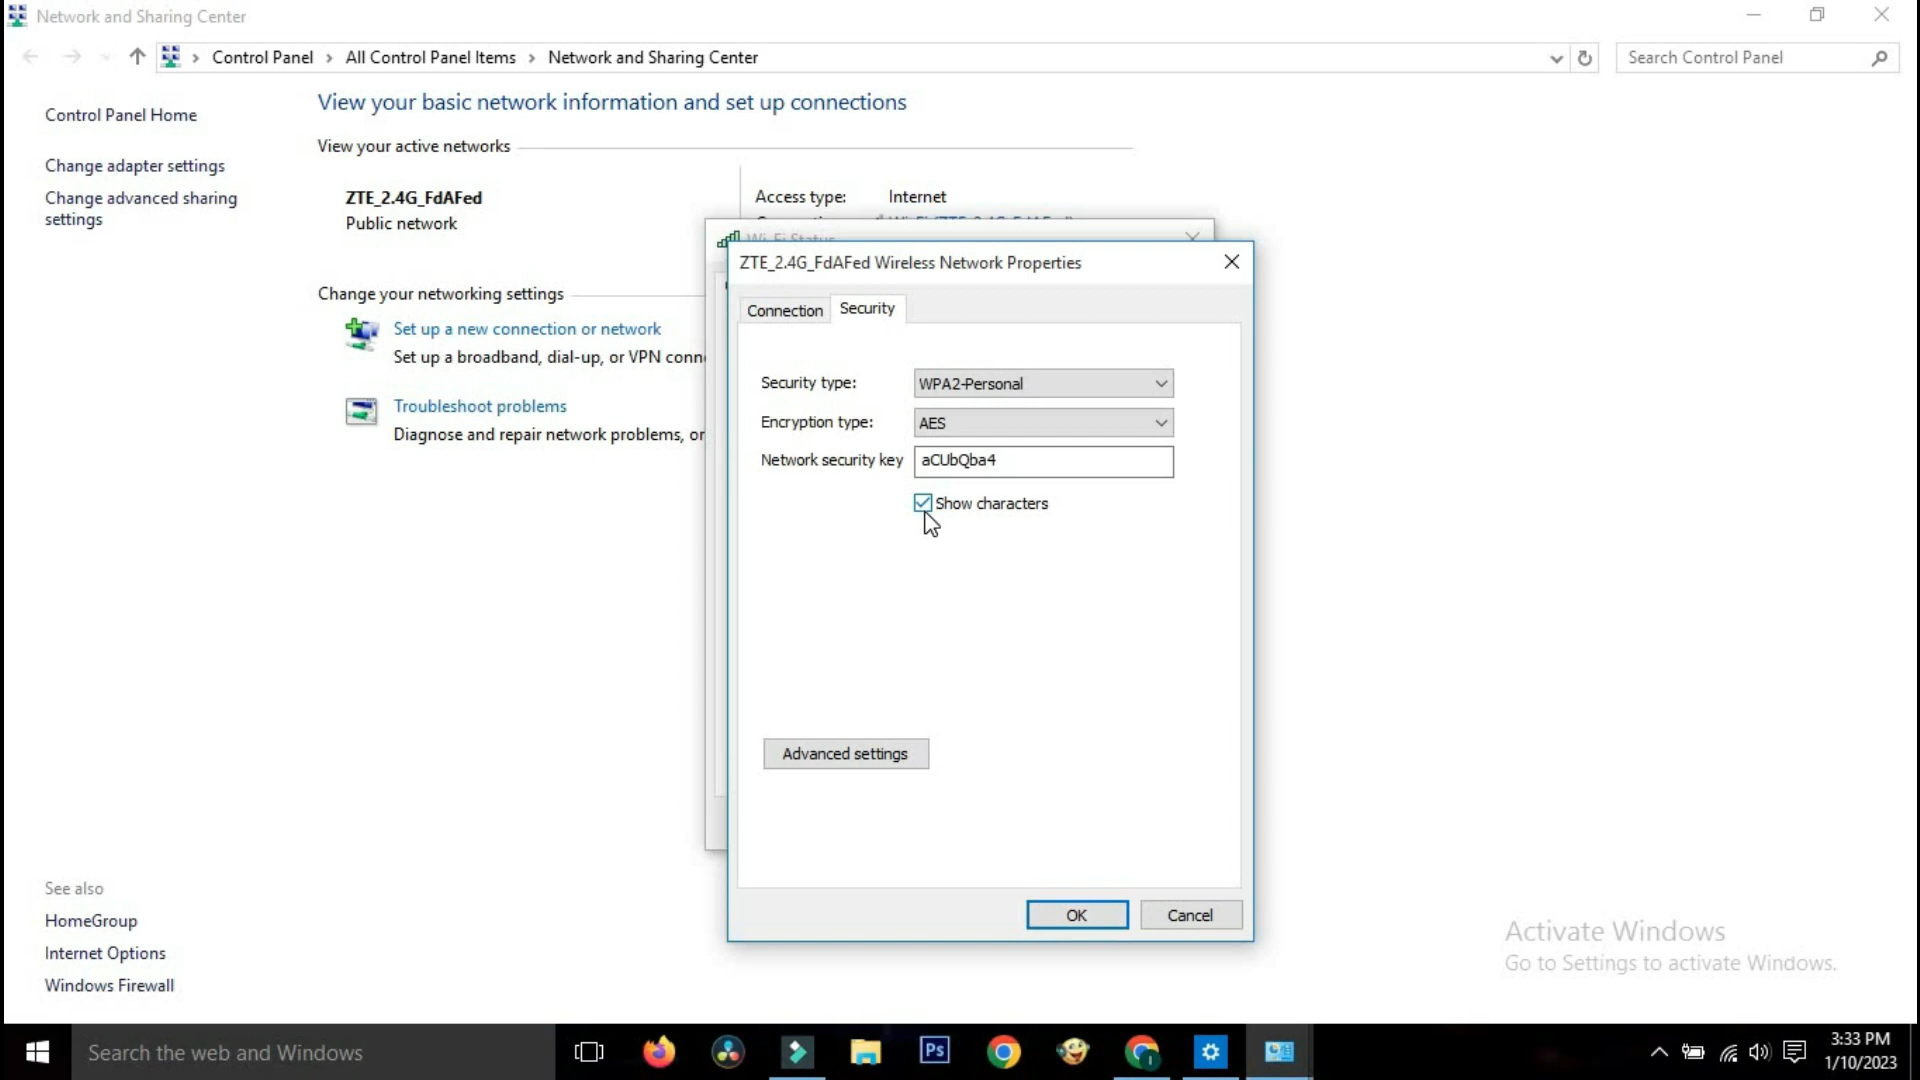 Network and Sharing Center
Control Panel > All Control Panel Items > Network and Sharing Center
Search Control Panel
Control Panel Home
Change adapter settings
Change advanced sharing
settings
View your basic network information and set up connections
View your active networks
ZTE_2.4G_FdAFed
Public network
Access type: Internet
Wi-Fi Status
Change your networking settings
Set up a new connection or network
Set up a broadband, dial-up, or VPN conn
Troubleshoot problems
Diagnose and repair network problems, or
ZTE_2.4G_FdAFed Wireless Network Properties
Connection
Security
Security type: WPA2-Personal
Encryption type: AES
Network security key aCUbQba4
Show characters
Advanced settings
OK
Cancel
See also
HomeGroup
Internet Options
Windows Firewall
Activate Windows
Go to Settings to activate Windows.
Search the web and Windows
Ps
3:33 PM
1/10/2023